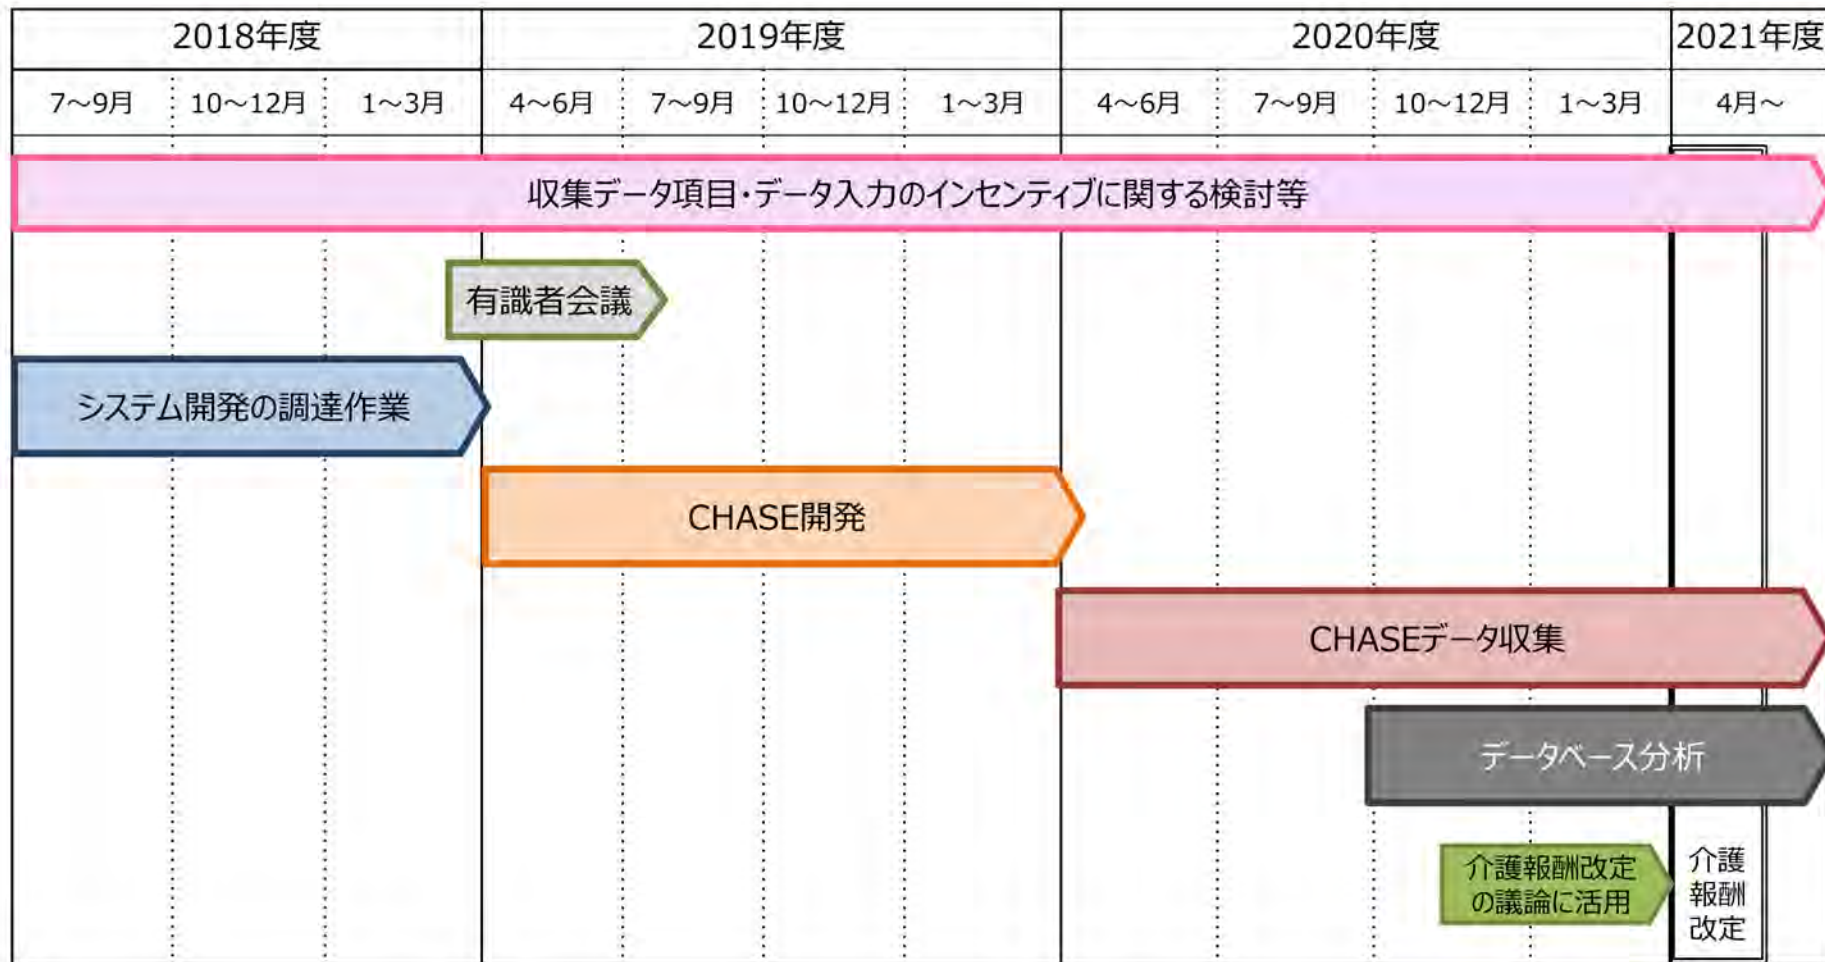 2018年度
2019年度
2020年度
2021年度
7～9月
10～12月
1～3月
4～6月
7～9月
10～12月
1～3月
4～6月
7～9月
10～12月
1～3月
4月～
収集データ項目・データ入力のインセンティブに関する検討等
有識者会議
システム開発の調達作業
CHASE開発
CHASEデータ収集
データベース分析
介護報酬改定
の議論に活用
介護
報酬
改定